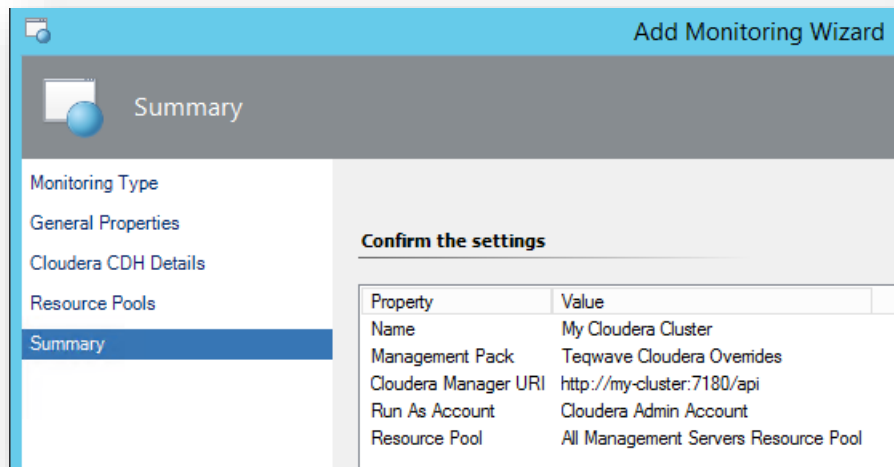 Add Monitoring Wizard
Summary
Monitoring Type
General Properties
Cloudera CDH Details
Resource Pools
Summary
Confirm the settings
Property Value
Name My Cloudera Cluster
Management Pack Teqwave Cloudera Overrides
Cloudera Manager URI http://my-cluster:7180/api
Run As Account Cloudera Admin Account
Resource Pool All Management Servers Resource Pool